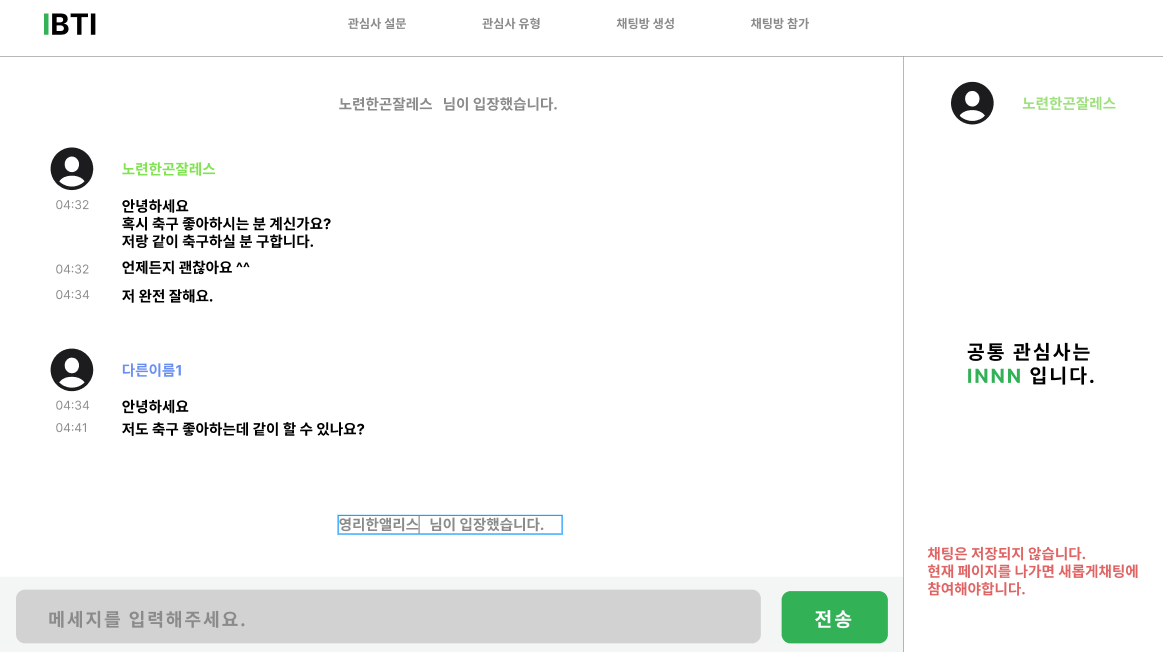 IBTI
관심사 설문
관심사 유형
채팅방 생성
채팅방 참가
노련한곤잘레스 님이 입장했습니다.
노련한곤잘레스
04:32
안녕하세요
혹시 축구 좋아하시는 분 계신가요?
저랑 같이 축구하실 분 구합니다.
04:32
언제든지 괜찮아요 ^^
04:34
저 완전 잘해요.
다른이름1
04:34
안녕하세요
04:41
저도 축구 좋아하는데 같이 할 수 있나요?
영리한앨리스 님이 입장했습니다.
메세지를 입력해주세요.
전송
노련한곤잘레스
공통 관심사는
INNN 입니다.
채팅은 저장되지 않습니다.
현재 페이지를 나가면 새롭게채팅에
참여해야합니다.